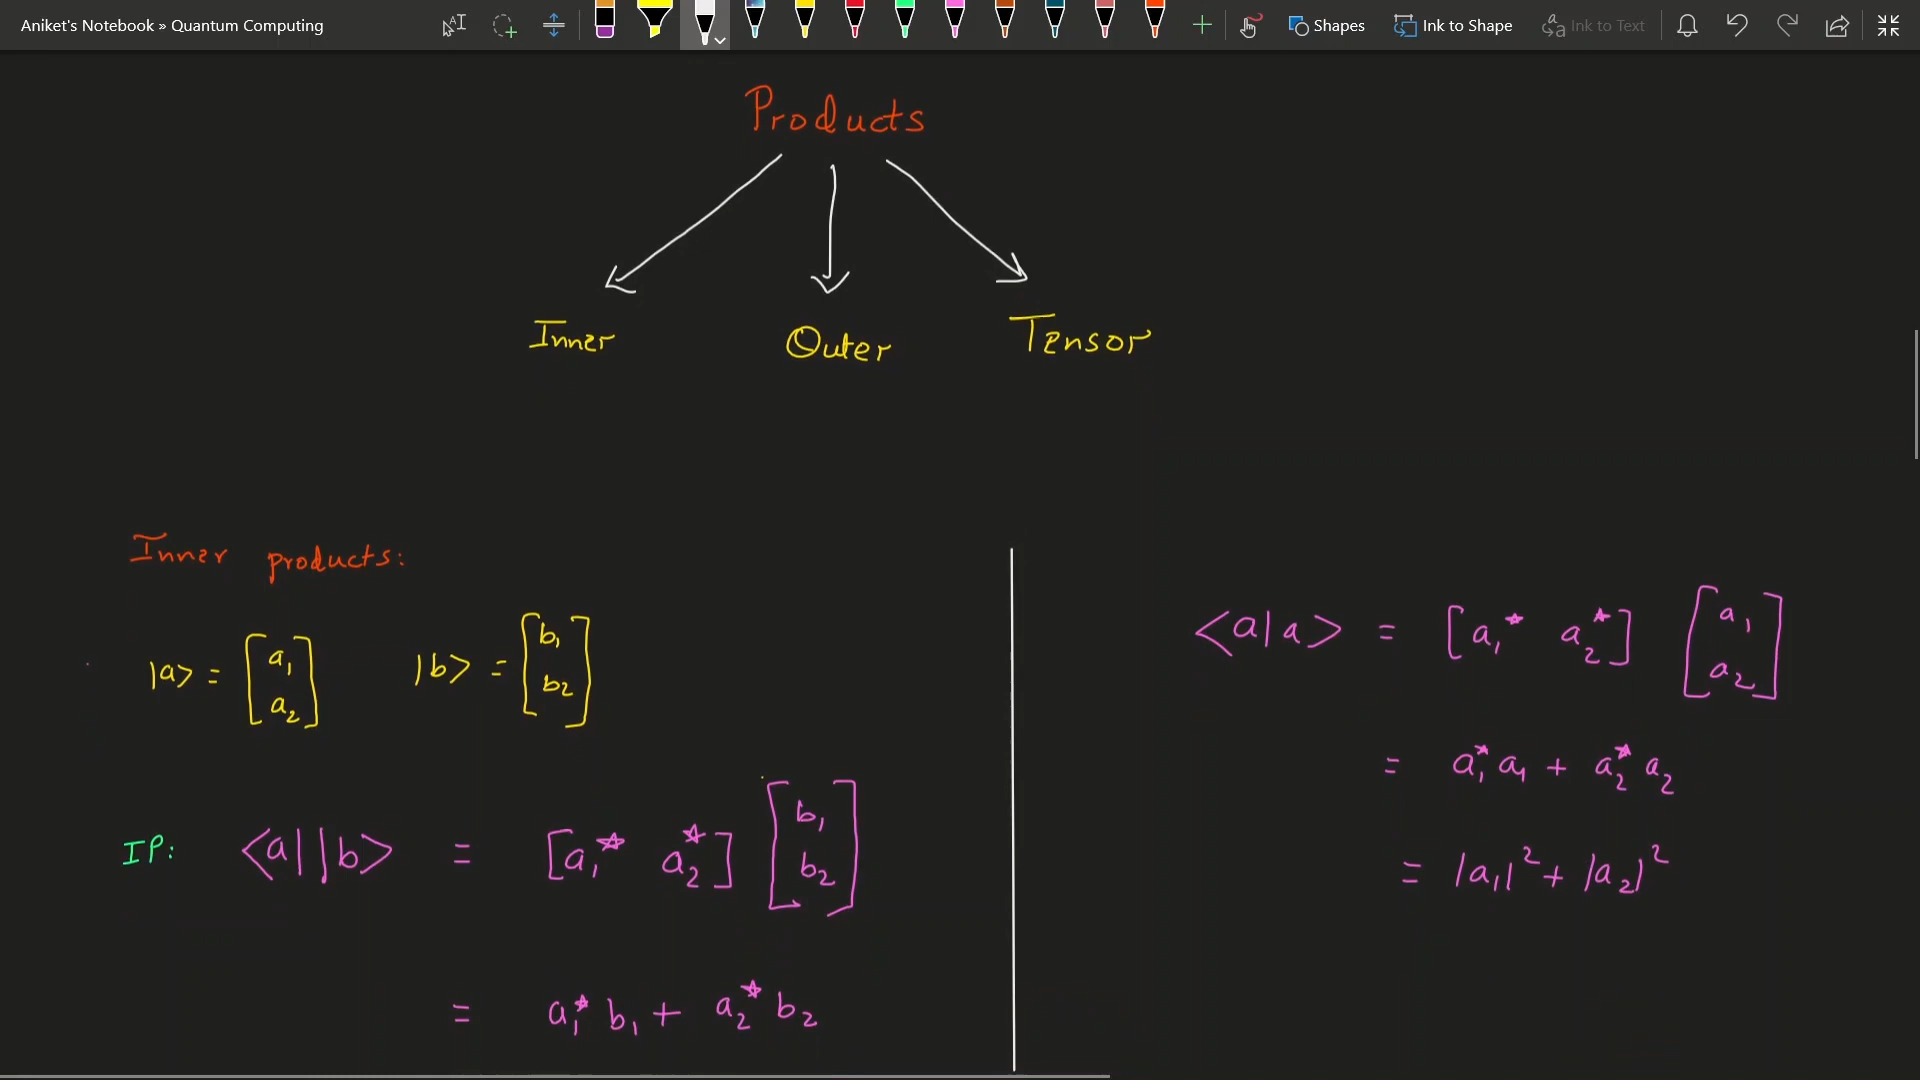 Aniket's Notebook » Quantum Computing
Shapes
Ink to Shape
Ink to Text
Products
Inner
Outer
Tensor
Inner products:
|a> = [a₁ a₂] |b> = [b₁ b₂]
IP: <a||b> = [a₁* a₂*] [b₁ b₂]
= a₁* b₁ + a₂* b₂
<a|a> = [a₁* a₂*] [a₁ a₂]
= a₁* a₁ + a₂* a₂
= |a₁|² + |a₂|²